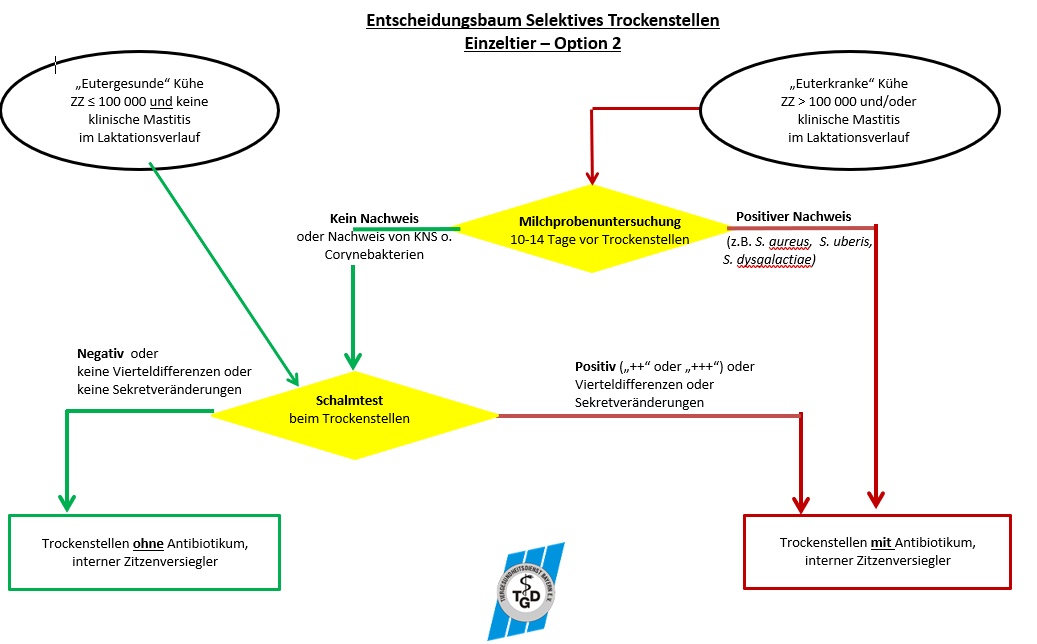 Entscheidungsbaum Selektives Trockenstellen
Einzeltier – Option 2
„Eutergesunde“ Kühe
ZZ ≤ 100 000 und keine
klinische Mastitis
im Laktationsverlauf
„Euterkranke“ Kühe
ZZ > 100 000 und/oder
klinische Mastitis
im Laktationsverlauf
Kein Nachweis
oder Nachweis von KNS o.
Corynebakterien
Milchprobenuntersuchung
10-14 Tage vor Trockenstellen
Positiver Nachweis
(z.B. S. aureus, S. uberis,
S. dysgalactiae)
Negativ oder
keine Vierteldifferenzen oder
keine Sekretveränderungen
Schalmtest
beim Trockenstellen
Positiv („++“ oder „+++“) oder
Vierteldifferenzen oder
Sekretveränderungen
Trockenstellen ohne Antibiotikum,
interner Zitzenversiegler
Trockenstellen mit Antibiotikum,
interner Zitzenversiegler
TIERGESUNDHEITSDIENST BAYERN E.V.
TGD